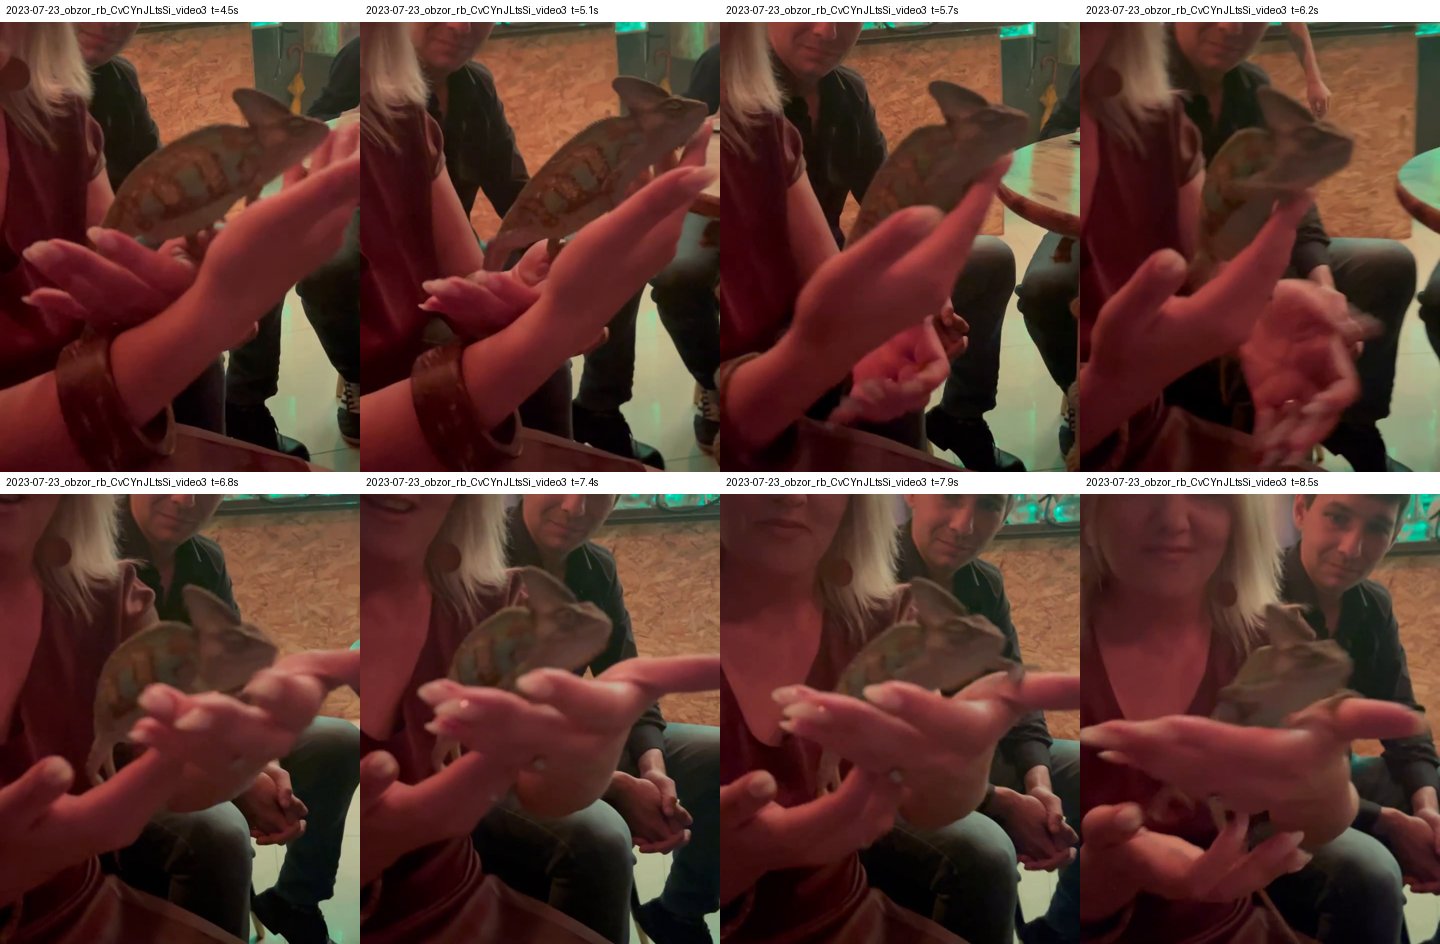 2023-07-23_obzor_rb_CvCYnJLtsSi_video3 t=4.5s
2023-07-23_obzor_rb_CvCYnJLtsSi_video3 t=5.1s
2023-07-23_obzor_rb_CvCYnJLtsSi_video3 t=5.7s
2023-07-23_obzor_rb_CvCYnJLtsSi_video3 t=6.2s
2023-07-23_obzor_rb_CvCYnJLtsSi_video3 t=6.8s
2023-07-23_obzor_rb_CvCYnJLtsSi_video3 t=7.4s
2023-07-23_obzor_rb_CvCYnJLtsSi_video3 t=7.9s
2023-07-23_obzor_rb_CvCYnJLtsSi_video3 t=8.5s